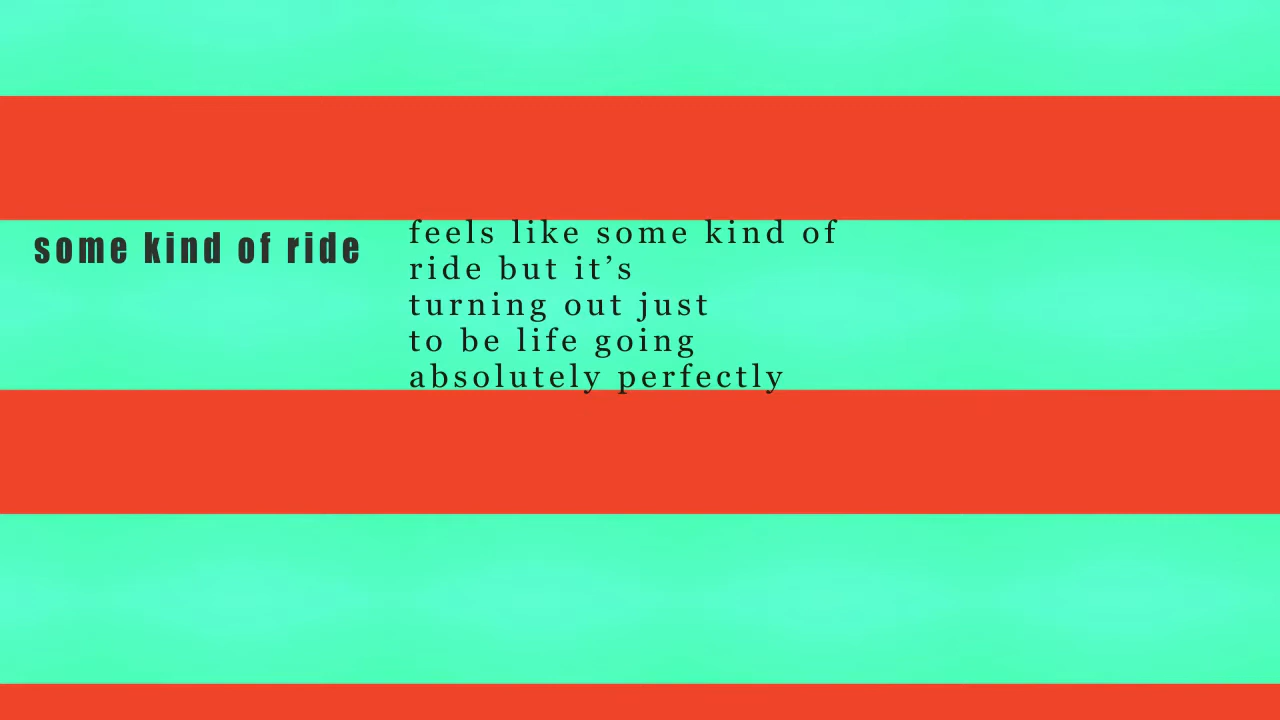 some kind of ride
feels like some kind of
ride but it’s
turning out just
to be life going
absolutely perfectly